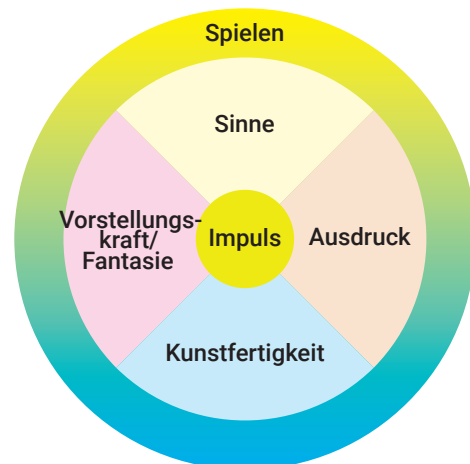 Spielen
Sinne
Vorstellungs-
kraft/
Fantasie
Impuls
Ausdruck
Kunstfertigkeit